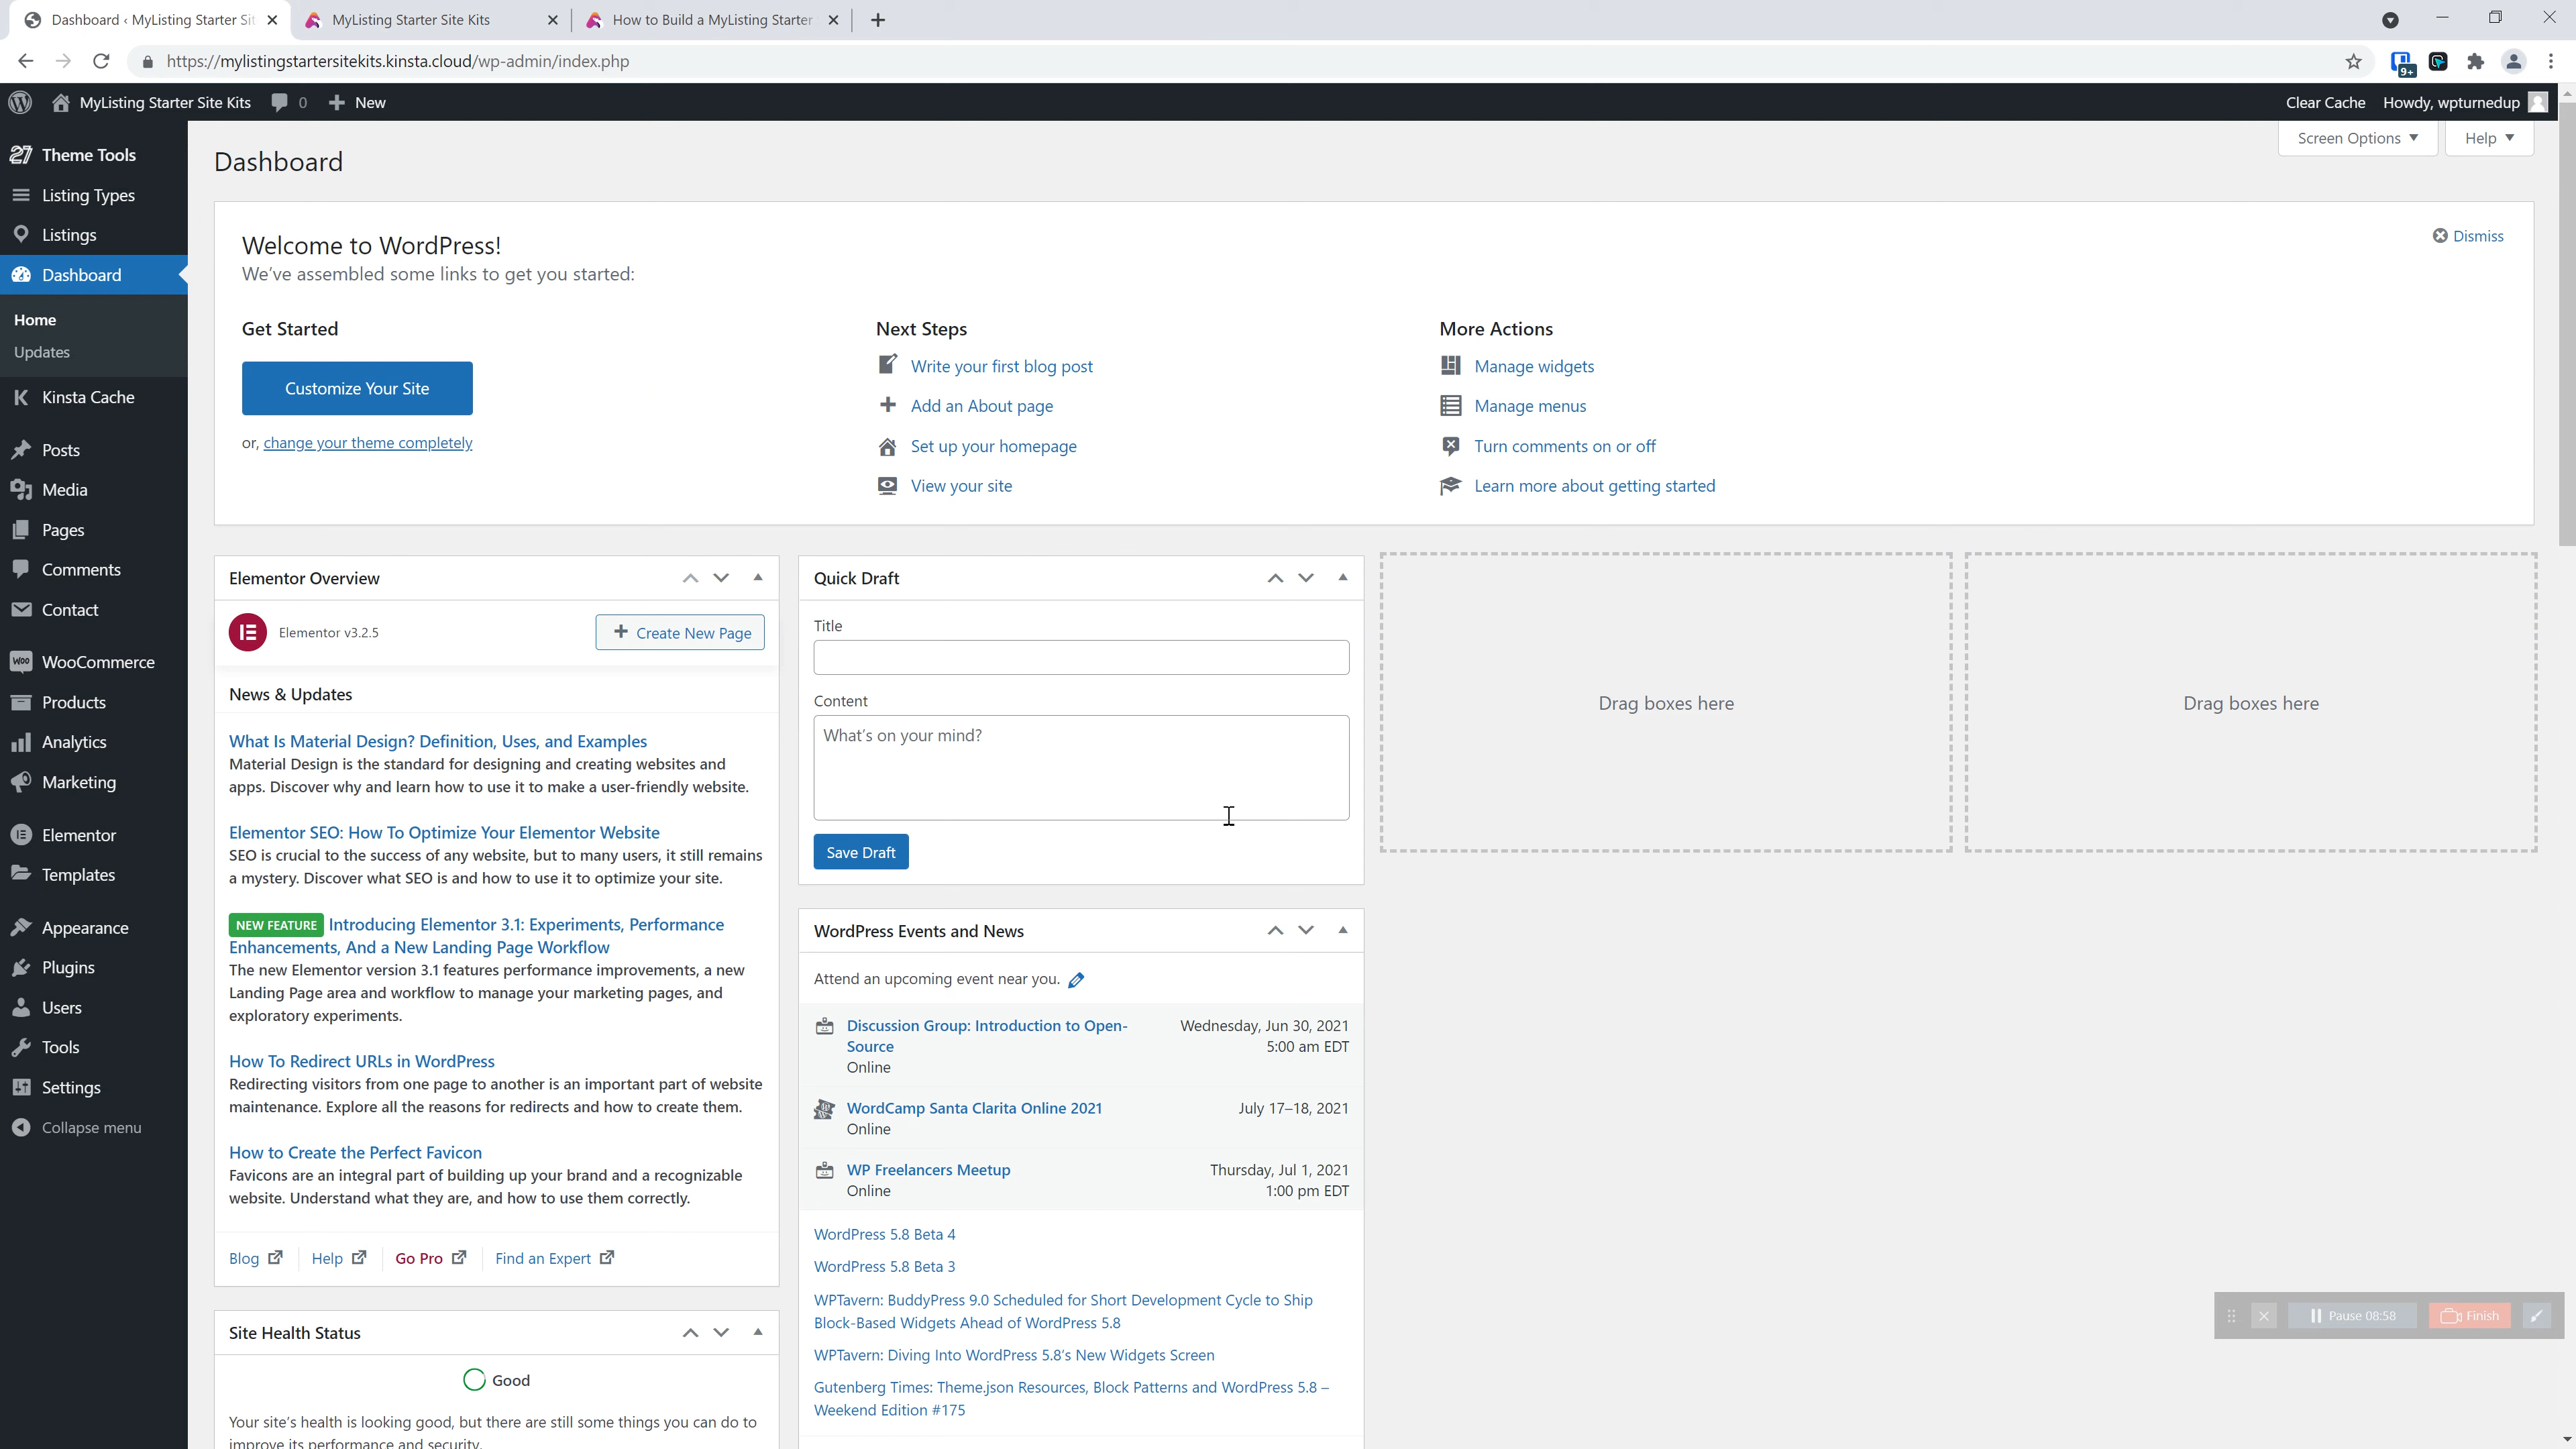 Dashboard ‹ MyListing Starter Sit
MyListing Starter Site Kits
How to Build a MyListing Starter
https://mylistingstartersitekits.kinsta.cloud/wp-admin/index.php
9+
MyListing Starter Site Kits
0
New
Clear Cache
Howdy, wpturnedup
27 Theme Tools
Listing Types
Listings
Dashboard
Home
Updates
Kinsta Cache
Posts
Media
Pages
Comments
Contact
WooCommerce
Products
Analytics
Marketing
Elementor
Templates
Appearance
Plugins
Users
Tools
Settings
Collapse menu
Dashboard
Screen Options
Help
Welcome to WordPress!
We've assembled some links to get you started:
Dismiss
Get Started
Customize Your Site
or, change your theme completely
Next Steps
Write your first blog post
Add an About page
Set up your homepage
View your site
More Actions
Manage widgets
Manage menus
Turn comments on or off
Learn more about getting started
Elementor Overview
Elementor v3.2.5
Create New Page
News & Updates
What Is Material Design? Definition, Uses, and Examples
Material Design is the standard for designing and creating websites and
apps. Discover why and learn how to use it to make a user-friendly website.
Elementor SEO: How To Optimize Your Elementor Website
SEO is crucial to the success of any website, but to many users, it still remains
a mystery. Discover what SEO is and how to use it to optimize your site.
NEW FEATURE Introducing Elementor 3.1: Experiments, Performance
Enhancements, And a New Landing Page Workflow
The new Elementor version 3.1 features performance improvements, a new
Landing Page area and workflow to manage your marketing pages, and
exploratory experiments.
How To Redirect URLs in WordPress
Redirecting visitors from one page to another is an important part of website
maintenance. Explore all the reasons for redirects and how to create them.
How to Create the Perfect Favicon
Favicons are an integral part of building up your brand and a recognizable
website. Understand what they are, and how to use them correctly.
Blog
Help
Go Pro
Find an Expert
Site Health Status
Good
Your site's health is looking good, but there are still some things you can do to
improve its performance and security.
Quick Draft
Title
Content
What's on your mind?
Save Draft
WordPress Events and News
Attend an upcoming event near you.
Discussion Group: Introduction to Open-
Source
Online
Wednesday, Jun 30, 2021
5:00 am EDT
WordCamp Santa Clarita Online 2021
Online
July 17–18, 2021
WP Freelancers Meetup
Online
Thursday, Jul 1, 2021
1:00 pm EDT
WordPress 5.8 Beta 4
WordPress 5.8 Beta 3
WPTavern: BuddyPress 9.0 Scheduled for Short Development Cycle to Ship
Block-Based Widgets Ahead of WordPress 5.8
WPTavern: Diving Into WordPress 5.8's New Widgets Screen
Gutenberg Times: Theme.json Resources, Block Patterns and WordPress 5.8 –
Weekend Edition #175
Drag boxes here
Drag boxes here
Pause 08:58
Finish